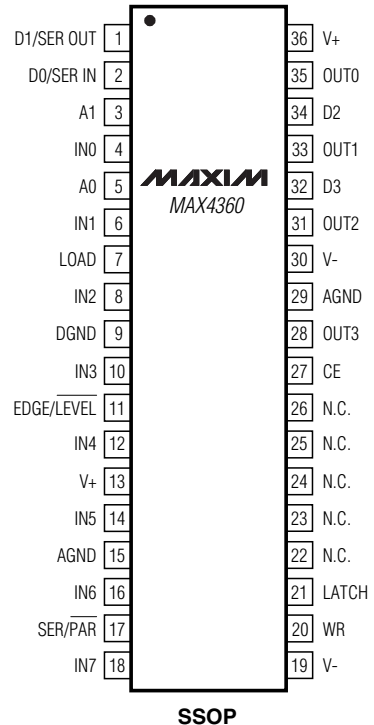 D1/SER OUT 1
D0/SER IN 2
A1 3
IN0 4
A0 5
IN1 6
LOAD 7
IN2 8
DGND 9
IN3 10
EDGE/L̅E̅V̅E̅L̅ 11
IN4 12
V+ 13
IN5 14
AGND 15
IN6 16
SER/P̅A̅R̅ 17
IN7 18
MAXIM
MAX4360
36 V+
35 OUT0
34 D2
33 OUT1
32 D3
31 OUT2
30 V-
29 AGND
28 OUT3
27 CE
26 N.C.
25 N.C.
24 N.C.
23 N.C.
22 N.C.
21 LATCH
20 WR
19 V-
SSOP